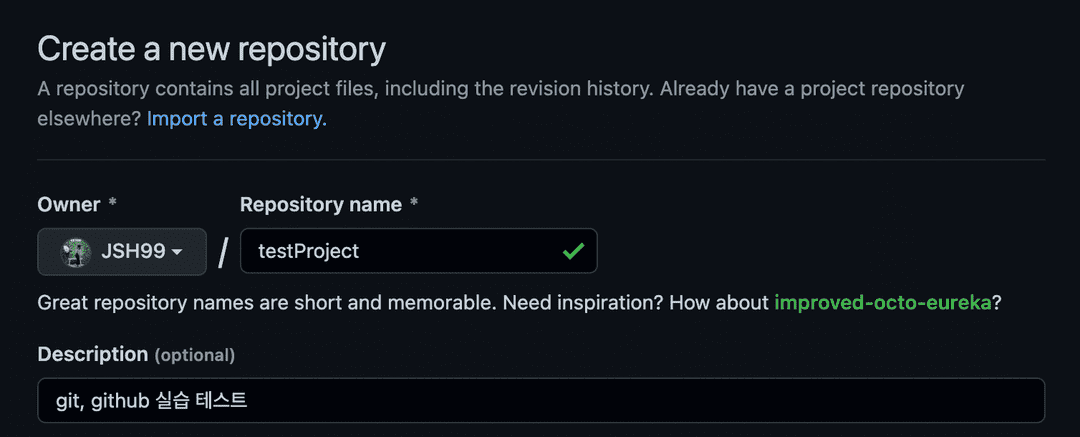 Create a new repository
A repository contains all project files, including the revision history. Already have a project repository
elsewhere? Import a repository.
Owner * Repository name *
JSH99 / testProject
Great repository names are short and memorable. Need inspiration? How about improved-octo-eureka?
Description (optional)
git, github 실습 테스트